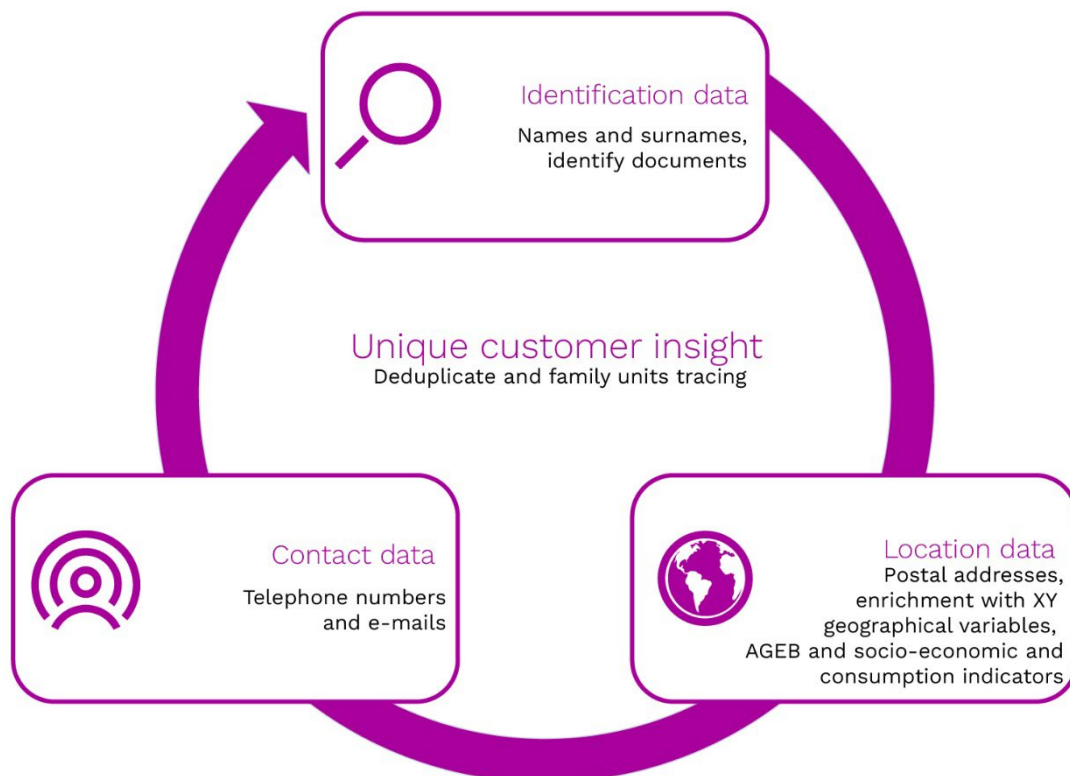 Identification data
Names and surnames,
identify documents
Unique customer insight
Deduplicate and family units tracing
Contact data
Telephone numbers
and e-mails
Location data
Postal addresses,
enrichment with XY
geographical variables,
AGEB and socio-economic and
consumption indicators